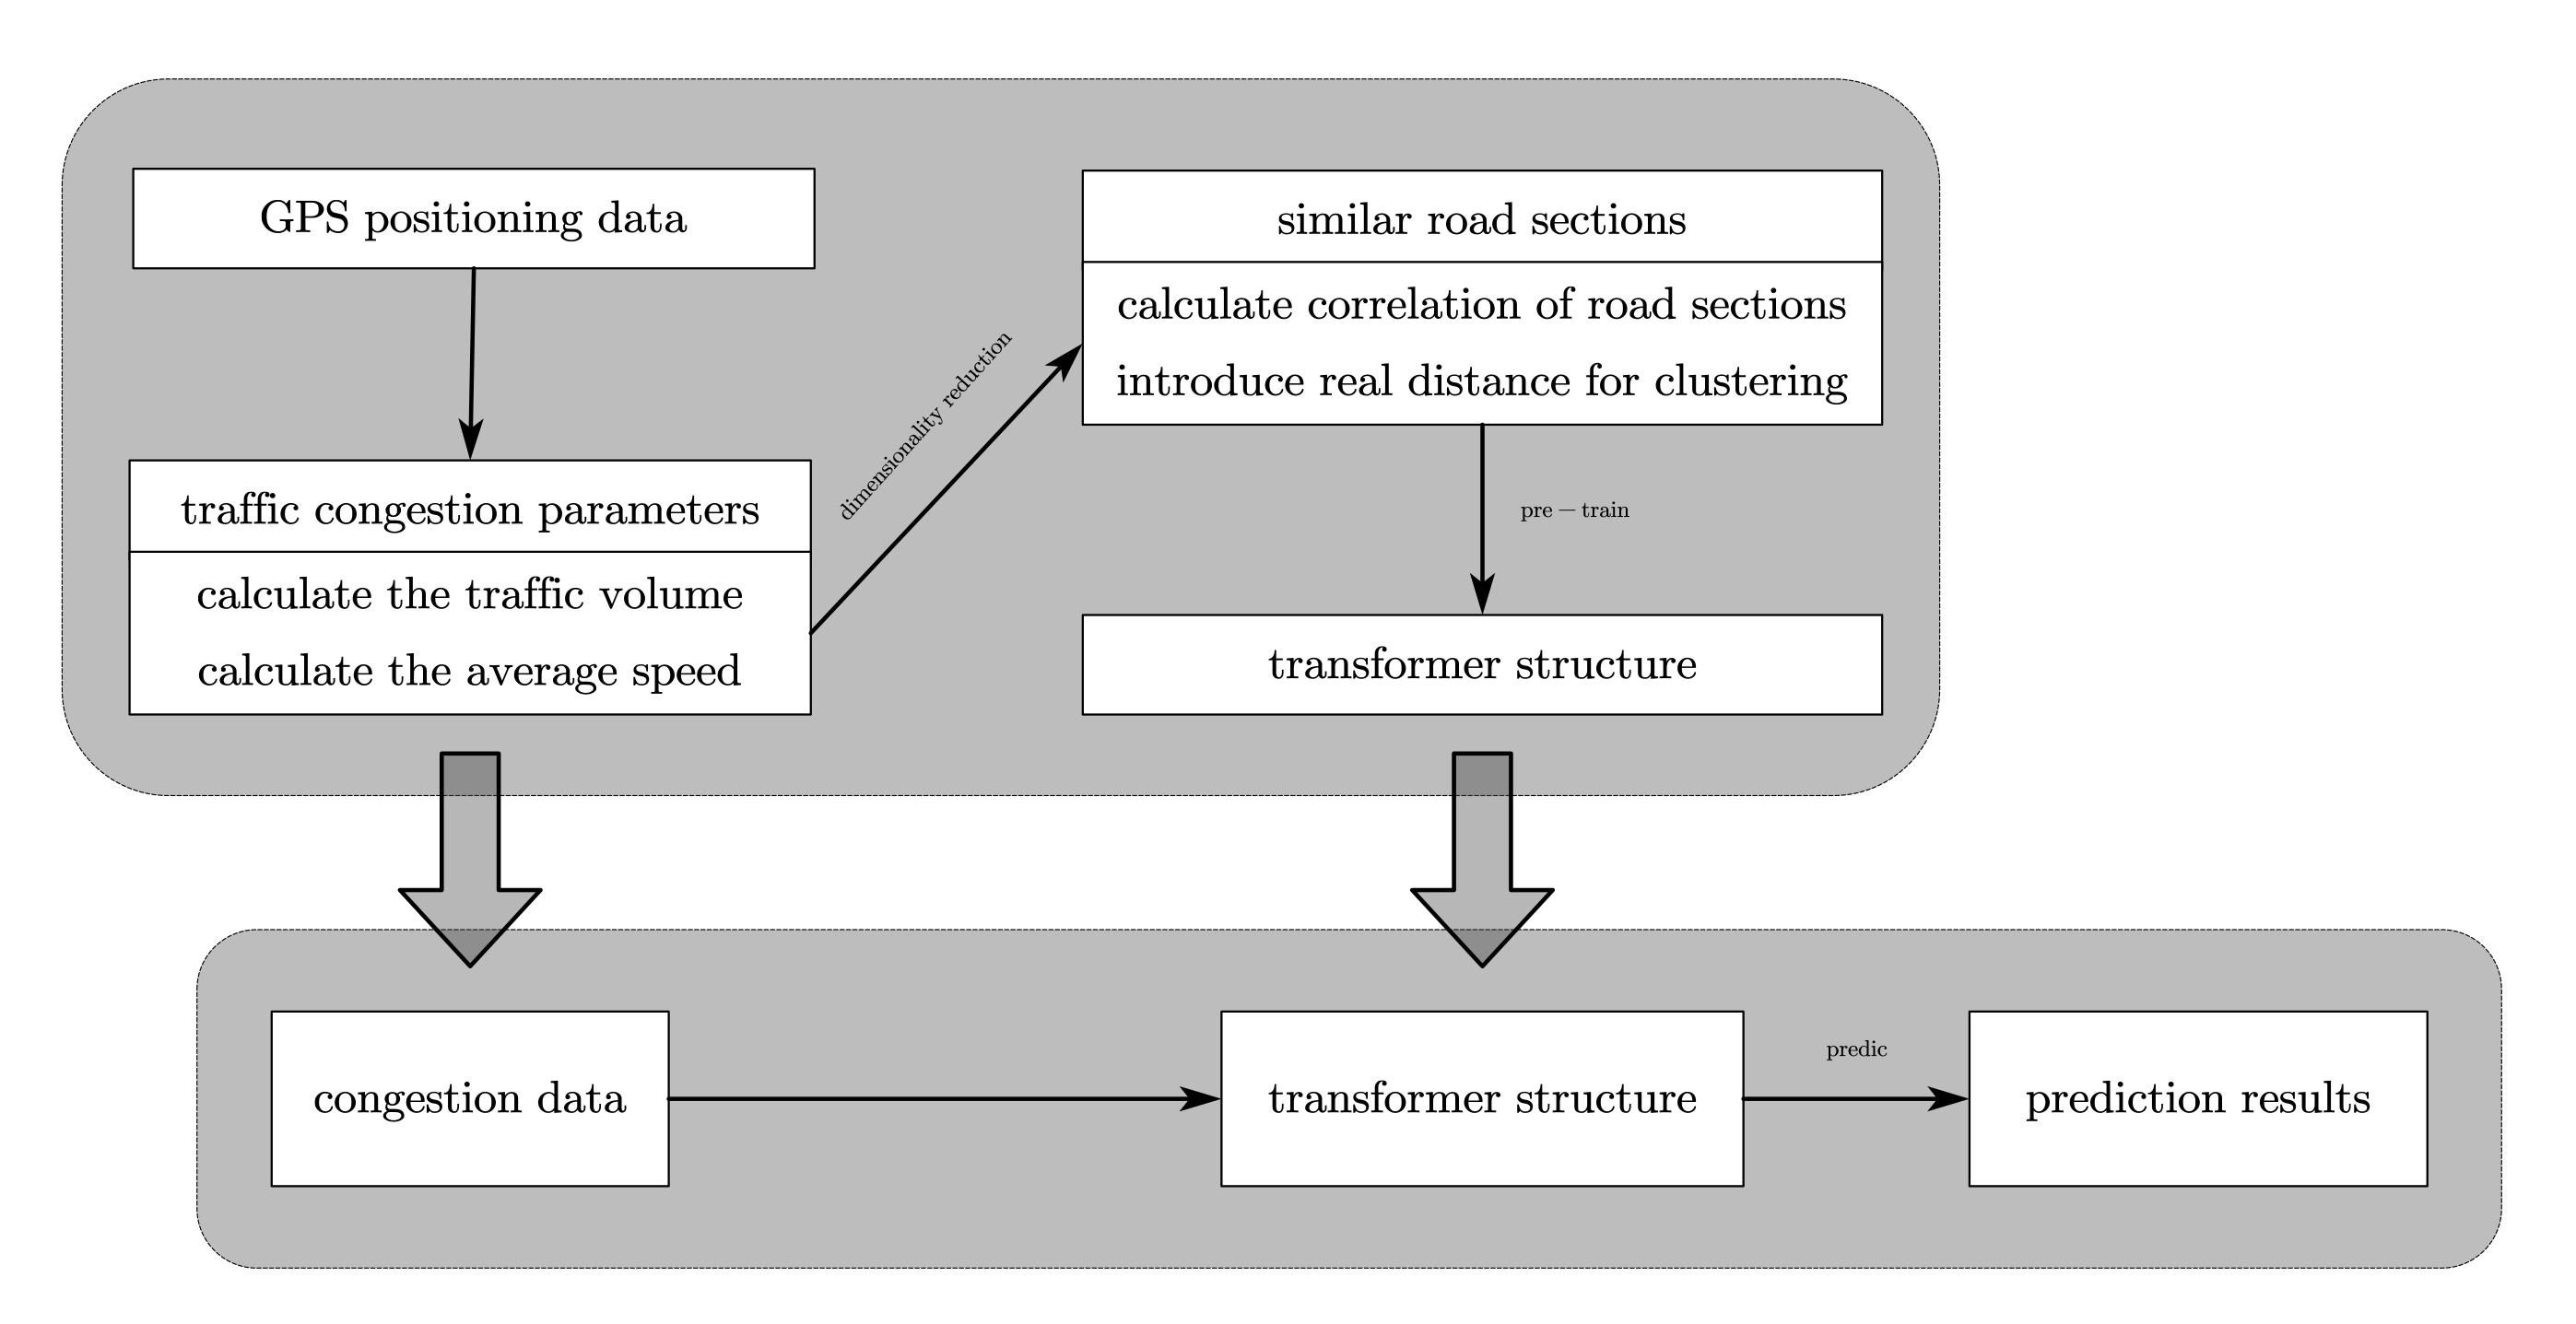 GPS positioning data
traffic congestion parameters
calculate the traffic volume
calculate the average speed
dimensionality reduction
similar road sections
calculate correlation of road sections
introduce real distance for clustering
pre − train
transformer structure
congestion data
transformer structure
predic
prediction results